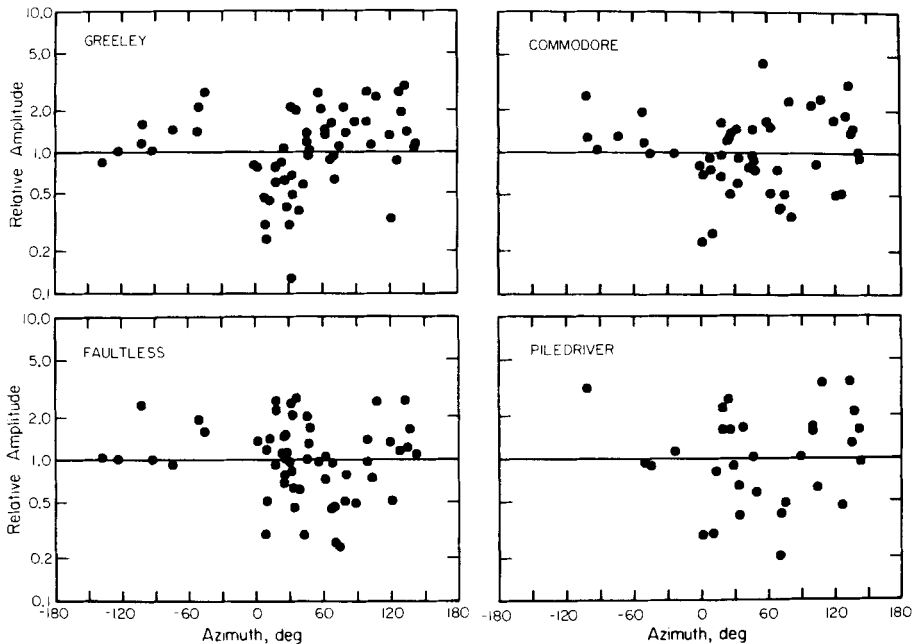 10.0
5.0
2.0
1.0
0.5
0.2
0.1
Relative Amplitude
GREELEY
COMMODORE
10.0
5.0
2.0
1.0
0.5
0.2
0.1
Relative Amplitude
FAULTLESS
PILEDRIVER
-180 -120 -60 0 60 120 180
Azimuth, deg
-180 -120 -60 0 60 120 180
Azimuth, deg